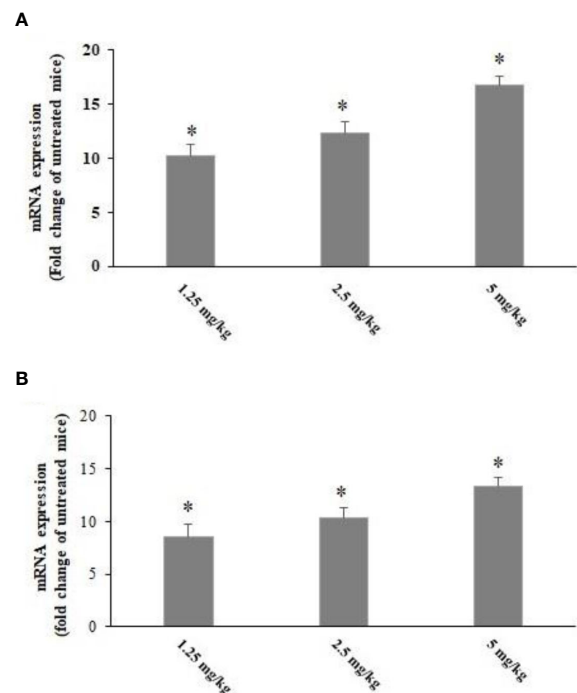 A
mRNA expression
(Fold change of untreated mice)
20
15
10
5
0
*
*
*
1.25 mg/kg
2.5 mg/kg
5 mg/kg
B
mRNA expression
(fold change of untreated mice)
20
15
10
5
0
*
*
*
1.25 mg/kg
2.5 mg/kg
5 mg/kg